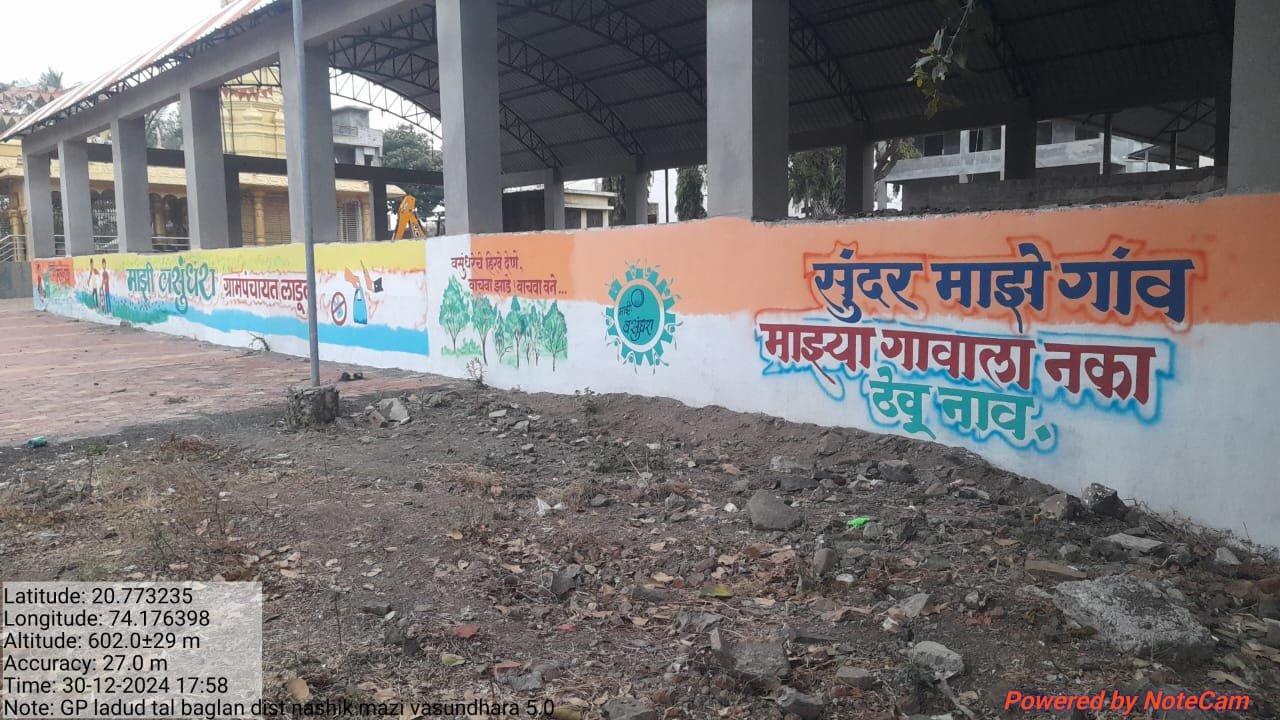 माझी वसुंधरा
ग्रामपंचायत लाडूद
वसुंधरेचे हिरवे देणे.
वाचवा झाडे! वाचवा वने...
माझी
वसुंधरा
सुंदर माझे गांव
माझ्या गावाला नका
ठेवू नाव.
Latitude: 20.773235
Longitude: 74.176398
Altitude: 602.0±29 m
Accuracy: 27.0 m
Time: 30-12-2024 17:58
Note: GP ladud tal baglan dist nashik mazi vasundhara 5.0
Powered by NoteCam